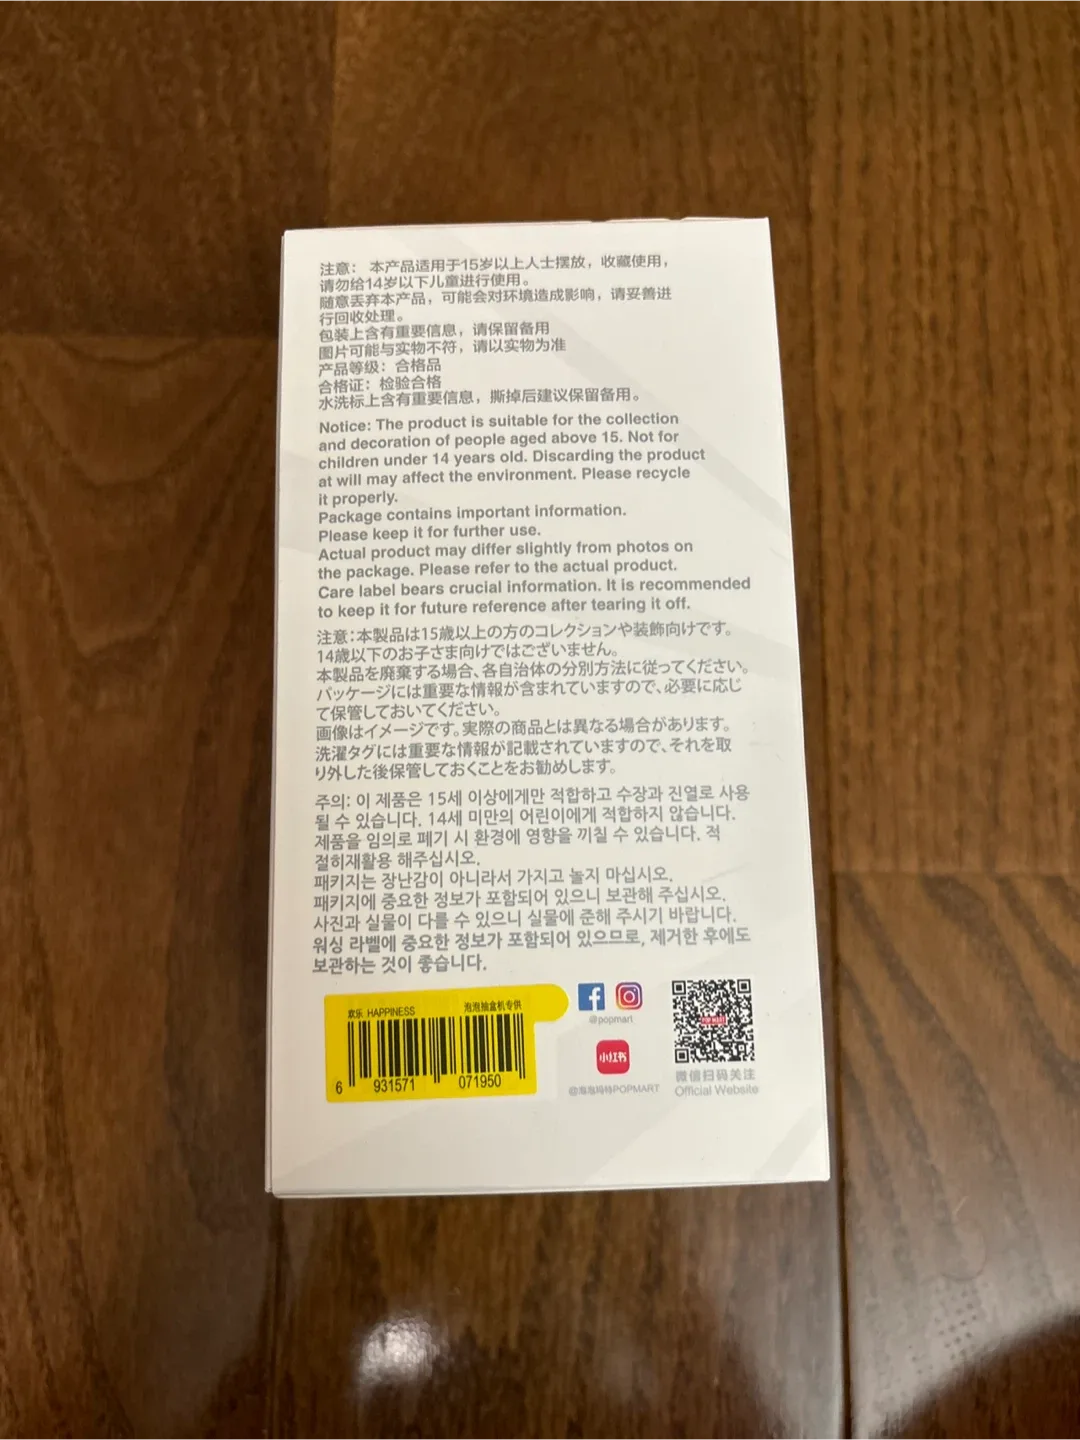 注意： 本产品适用于15岁以上人士摆放，收藏使用，
请勿给14岁以下儿童进行使用。
随意丢弃本产品，可能会对环境造成影响，请妥善进
行回收处理。
包装上含有重要信息，请保留备用
图片可能与实物不符，请以实物为准
产品等级：合格品
合格证：检验合格
水洗标上含有重要信息，撕掉后建议保留备用。
Notice: The product is suitable for the collection
and decoration of people aged above 15. Not for
children under 14 years old. Discarding the product
at will may affect the environment. Please recycle
it properly.
Package contains important information.
Please keep it for further use.
Actual product may differ slightly from photos on
the package. Please refer to the actual product.
Care label bears crucial information. It is recommended
to keep it for future reference after tearing it off.
注意：本製品は15歳以上の方のコレクションや装飾向けです。
14歳以下のお子さま向けではございません。
本製品を廃棄する場合、各自治体の分別方法に従ってください。
パッケージには重要な情報が含まれていますので、必要に応じ
て保管しておいてください。
画像はイメージです。実際の商品とは異なる場合があります。
洗濯タグには重要な情報が記載されていますので、それを取
り外した後保管しておくことをお勧めします。
주의: 이 제품은 15세 이상에게만 적합하고 수장과 진열로 사용
될 수 있습니다. 14세 미만의 어린이에게 적합하지 않습니다.
제품을 임의로 폐기 시 환경에 영향을 끼칠 수 있습니다. 적
절히재활용 해주십시오.
패키지는 장난감이 아니라서 가지고 놀지 마십시오.
패키지에 중요한 정보가 포함되어 있으니 보관해 주십시오.
사진과 실물이 다를 수 있으니 실물에 준해 주시기 바랍니다.
워싱 라벨에 중요한 정보가 포함되어 있으므로, 제거한 후에도
보관하는 것이 좋습니다.
欢乐 HAPPINESS 泡泡抽盒机专供
6 931571 071950
@popmart
小红书
@泡泡玛特POPMART
POP MART
微信扫码关注
Official Website